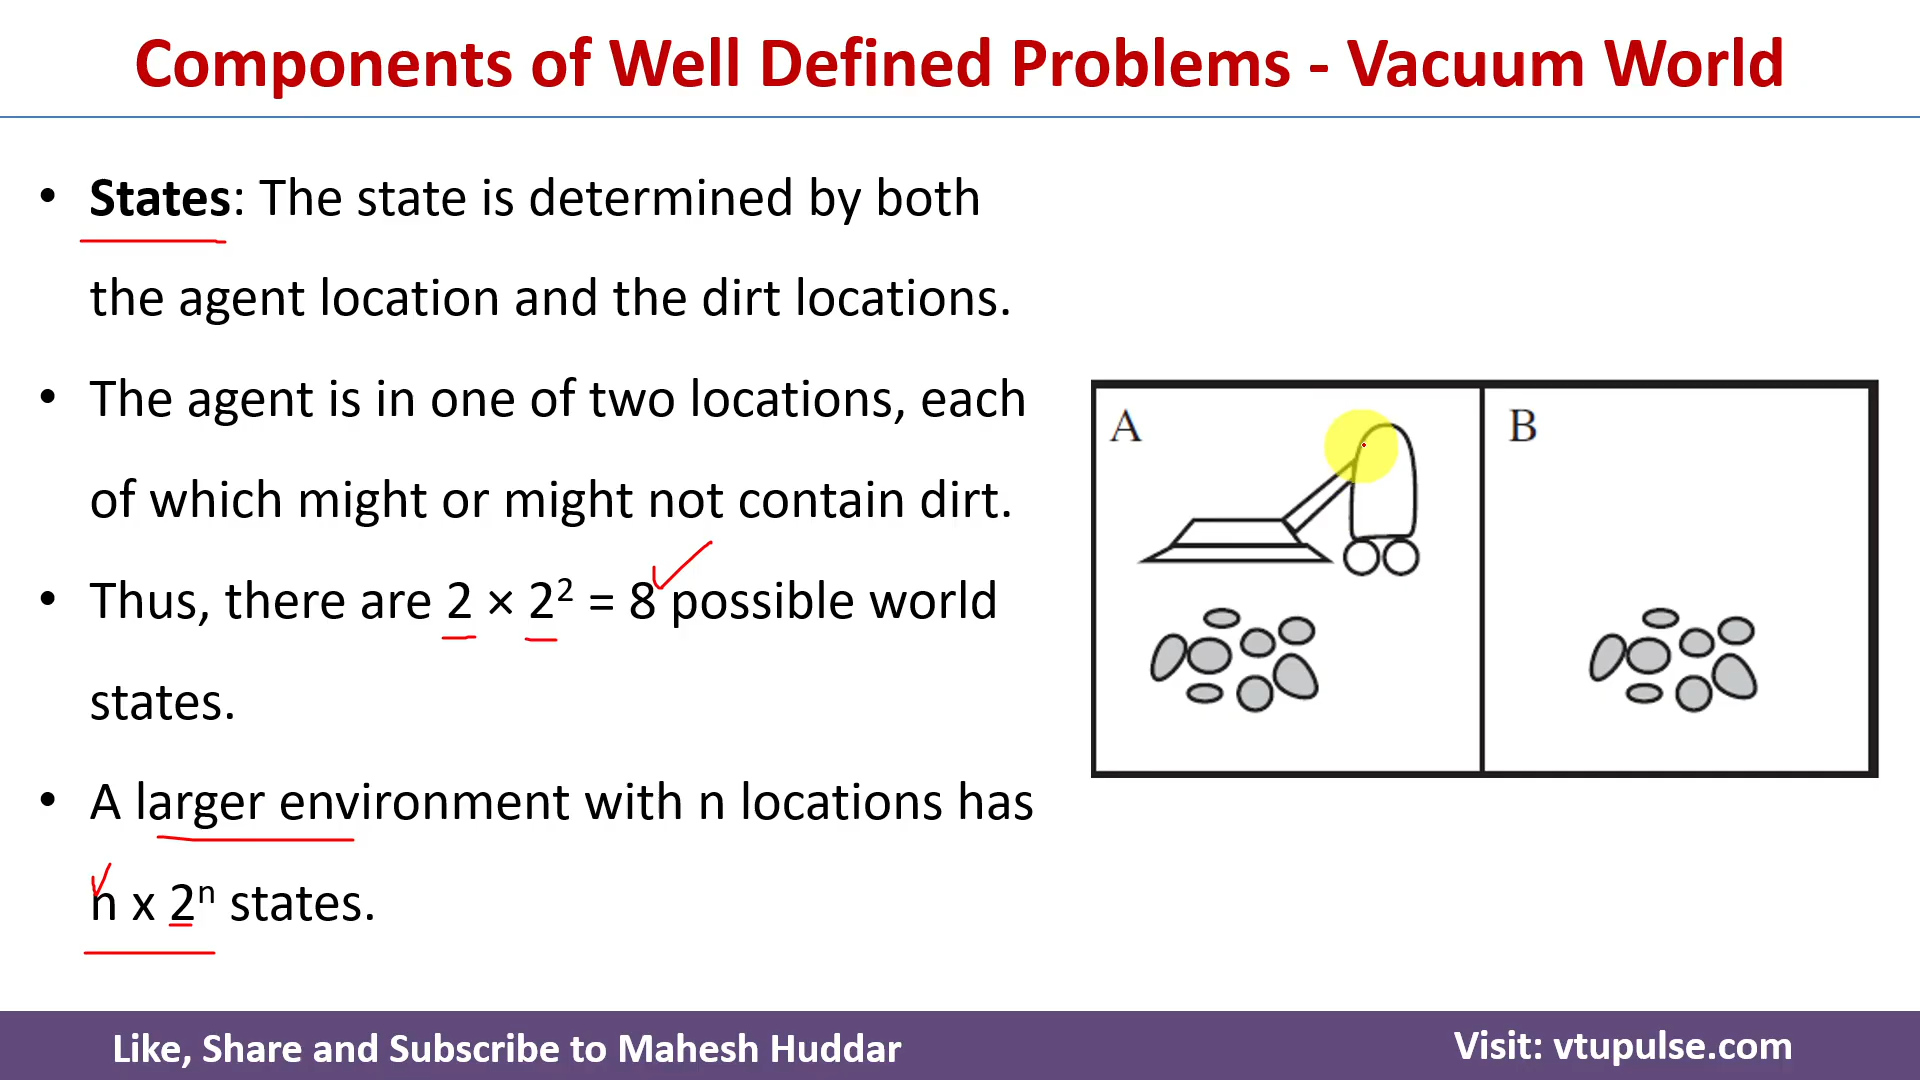 Components of Well Defined Problems - Vacuum World
• States: The state is determined by both
the agent location and the dirt locations.
• The agent is in one of two locations, each
of which might or might not contain dirt.
• Thus, there are 2 × 2² = 8 possible world
states.
• A larger environment with n locations has
n x 2ⁿ states.
A
B
Like, Share and Subscribe to Mahesh Huddar
Visit: vtupulse.com